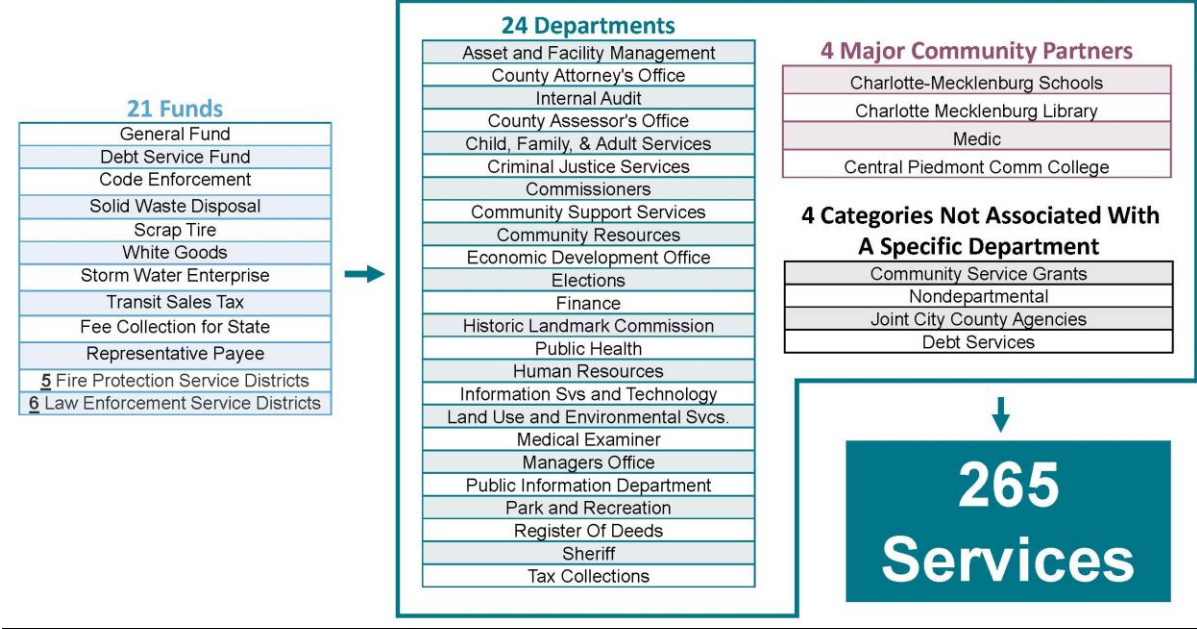 21 Funds
General Fund
Debt Service Fund
Code Enforcement
Solid Waste Disposal
Scrap Tire
White Goods
Storm Water Enterprise
Transit Sales Tax
Fee Collection for State
Representative Payee
5 Fire Protection Service Districts
6 Law Enforcement Service Districts
24 Departments
Asset and Facility Management
County Attorney's Office
Internal Audit
County Assessor's Office
Child, Family, & Adult Services
Criminal Justice Services
Commissioners
Community Support Services
Community Resources
Economic Development Office
Elections
Finance
Historic Landmark Commission
Public Health
Human Resources
Information Svs and Technology
Land Use and Environmental Svcs.
Medical Examiner
Managers Office
Public Information Department
Park and Recreation
Register Of Deeds
Sheriff
Tax Collections
4 Major Community Partners
Charlotte-Mecklenburg Schools
Charlotte Mecklenburg Library
Medic
Central Piedmont Comm College
4 Categories Not Associated With
A Specific Department
Community Service Grants
Nondepartmental
Joint City County Agencies
Debt Services
265
Services